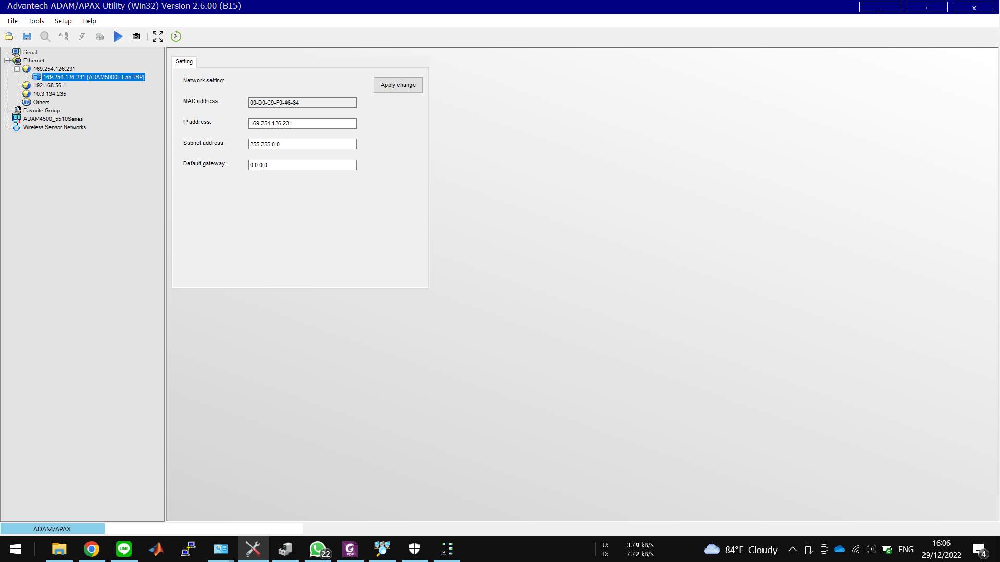 Advantech ADAM/APAX Utility (Win32) Version 2.6.00 (B15)
- + x
File Tools Setup Help
Serial
Ethernet
169.254.126.231
169.254.126.231-[ADAM5000L Lab TSP]
192.168.56.1
10.3.134.235
Others
Favorite Group
ADAM4500_5510Series
Wireless Sensor Networks
Setting
Network setting:
Apply change
MAC address: 00-D0-C9-F0-46-84
IP address: 169.254.126.231
Subnet address: 255.255.0.0
Default gateway: 0.0.0.0
ADAM/APAX
LINE
22
PDF
U: 3.79 kB/s
D: 7.72 kB/s
84°F Cloudy
ENG
16:06
29/12/2022
4